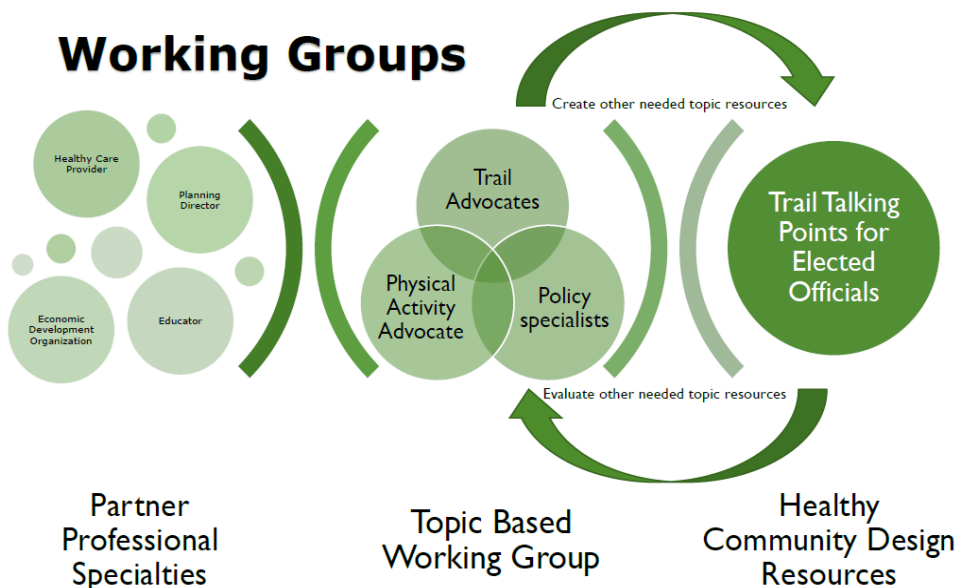 Working Groups
Create other needed topic resources
Healthy Care
Provider
Planning
Director
Economic
Development
Organization
Educator
Trail
Advocates
Physical
Activity
Advocate
Policy
specialists
Trail Talking
Points for
Elected
Officials
Evaluate other needed topic resources
Partner
Professional
Specialties
Topic Based
Working Group
Healthy
Community Design
Resources